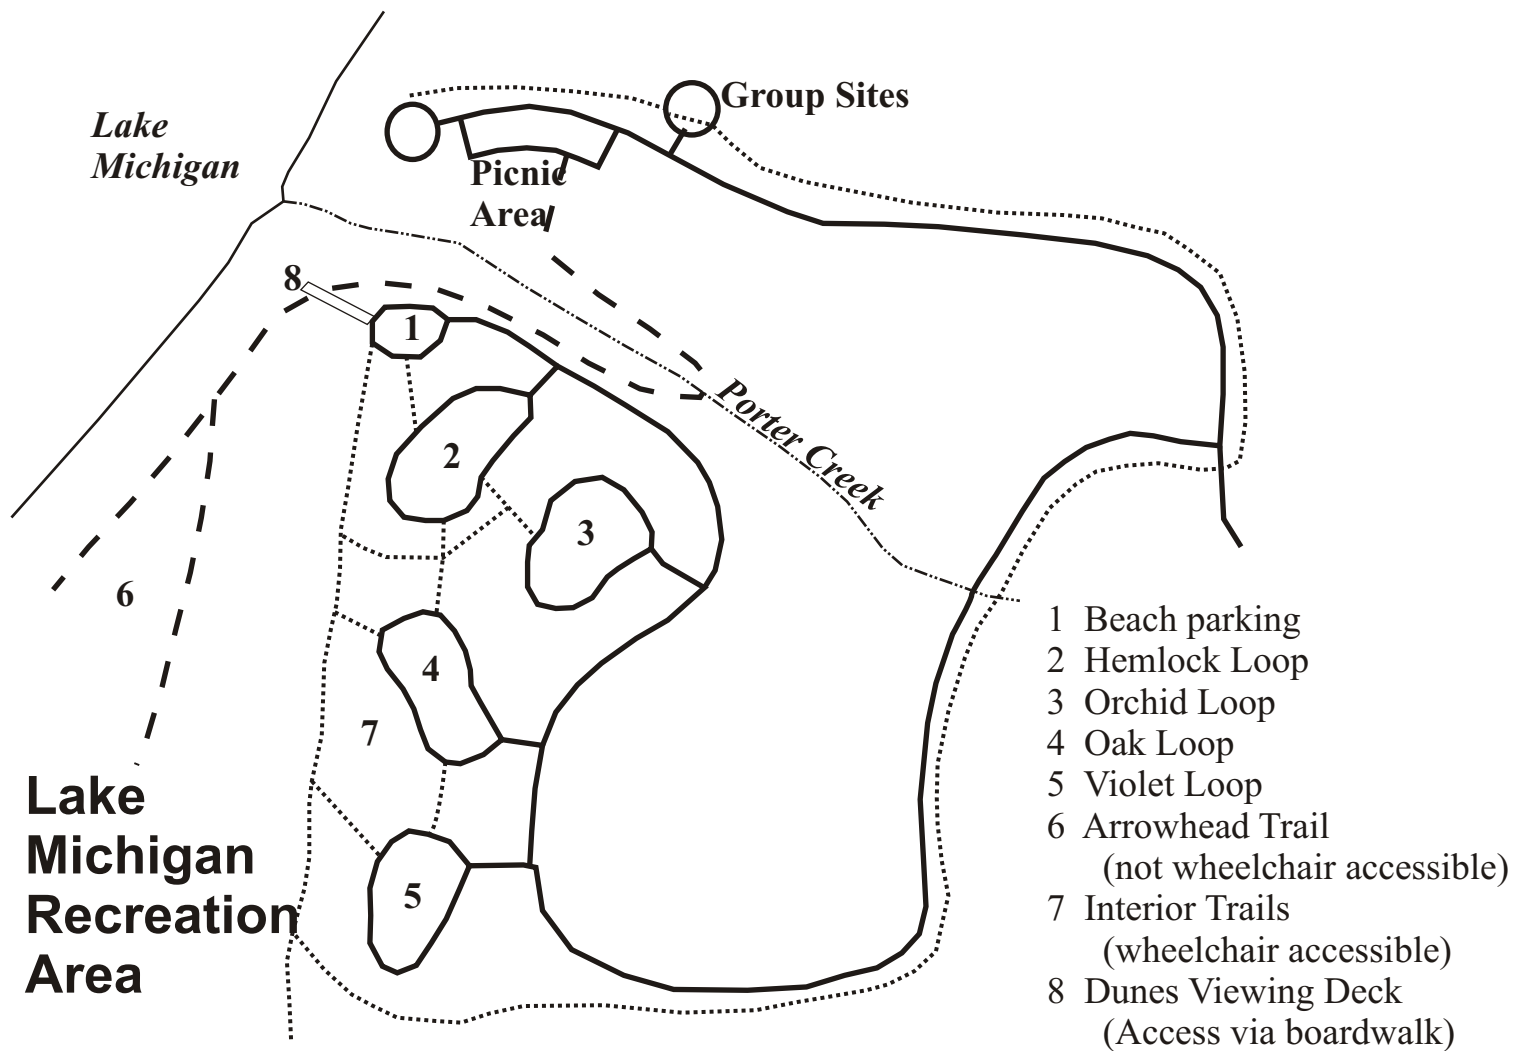 Group Sites
Lake
Michigan
Picnic
Area
8
1
Porter Creek
2
3
6
4
7
5
1 Beach parking
2 Hemlock Loop
3 Orchid Loop
4 Oak Loop
5 Violet Loop
6 Arrowhead Trail
(not wheelchair accessible)
7 Interior Trails
(wheelchair accessible)
8 Dunes Viewing Deck
(Access via boardwalk)
Lake
Michigan
Recreation
Area